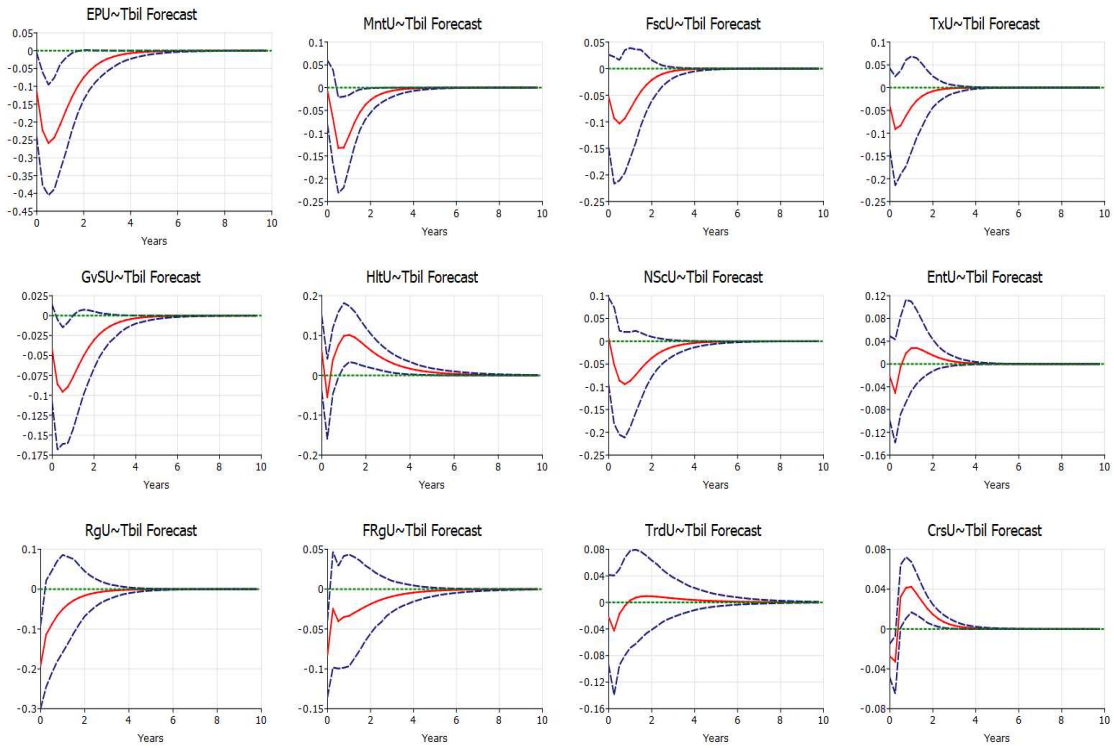 EPU~Tbil Forecast
0.05
0
-0.05
-0.1
-0.15
-0.2
-0.25
-0.3
-0.35
-0.4
-0.45
0 2 4 6 8 10
Years
MntU~Tbil Forecast
0.1
0.05
0
-0.05
-0.1
-0.15
-0.2
-0.25
0 2 4 6 8 10
Years
FscU~Tbil Forecast
0.05
0
-0.05
-0.1
-0.15
-0.2
-0.25
0 2 4 6 8 10
Years
TxU~Tbil Forecast
0.1
0.05
0
-0.05
-0.1
-0.15
-0.2
-0.25
0 2 4 6 8 10
Years
GvSU~Tbil Forecast
0.025
0
-0.025
-0.05
-0.075
-0.1
-0.125
-0.15
-0.175
0 2 4 6 8 10
Years
HltU~Tbil Forecast
0.2
0.1
0
-0.1
-0.2
0 2 4 6 8 10
Years
NScU~Tbil Forecast
0.1
0.05
0
-0.05
-0.1
-0.15
-0.2
-0.25
0 2 4 6 8 10
Years
EntU~Tbil Forecast
0.12
0.08
0.04
0
-0.04
-0.08
-0.12
-0.16
0 2 4 6 8 10
Years
RgU~Tbil Forecast
0.1
0
-0.1
-0.2
-0.3
0 2 4 6 8 10
Years
FRgU~Tbil Forecast
0.05
0
-0.05
-0.1
-0.15
0 2 4 6 8 10
Years
TrdU~Tbil Forecast
0.08
0.04
0
-0.04
-0.08
-0.12
-0.16
0 2 4 6 8 10
Years
CrsU~Tbil Forecast
0.08
0.04
0
-0.04
-0.08
0 2 4 6 8 10
Years